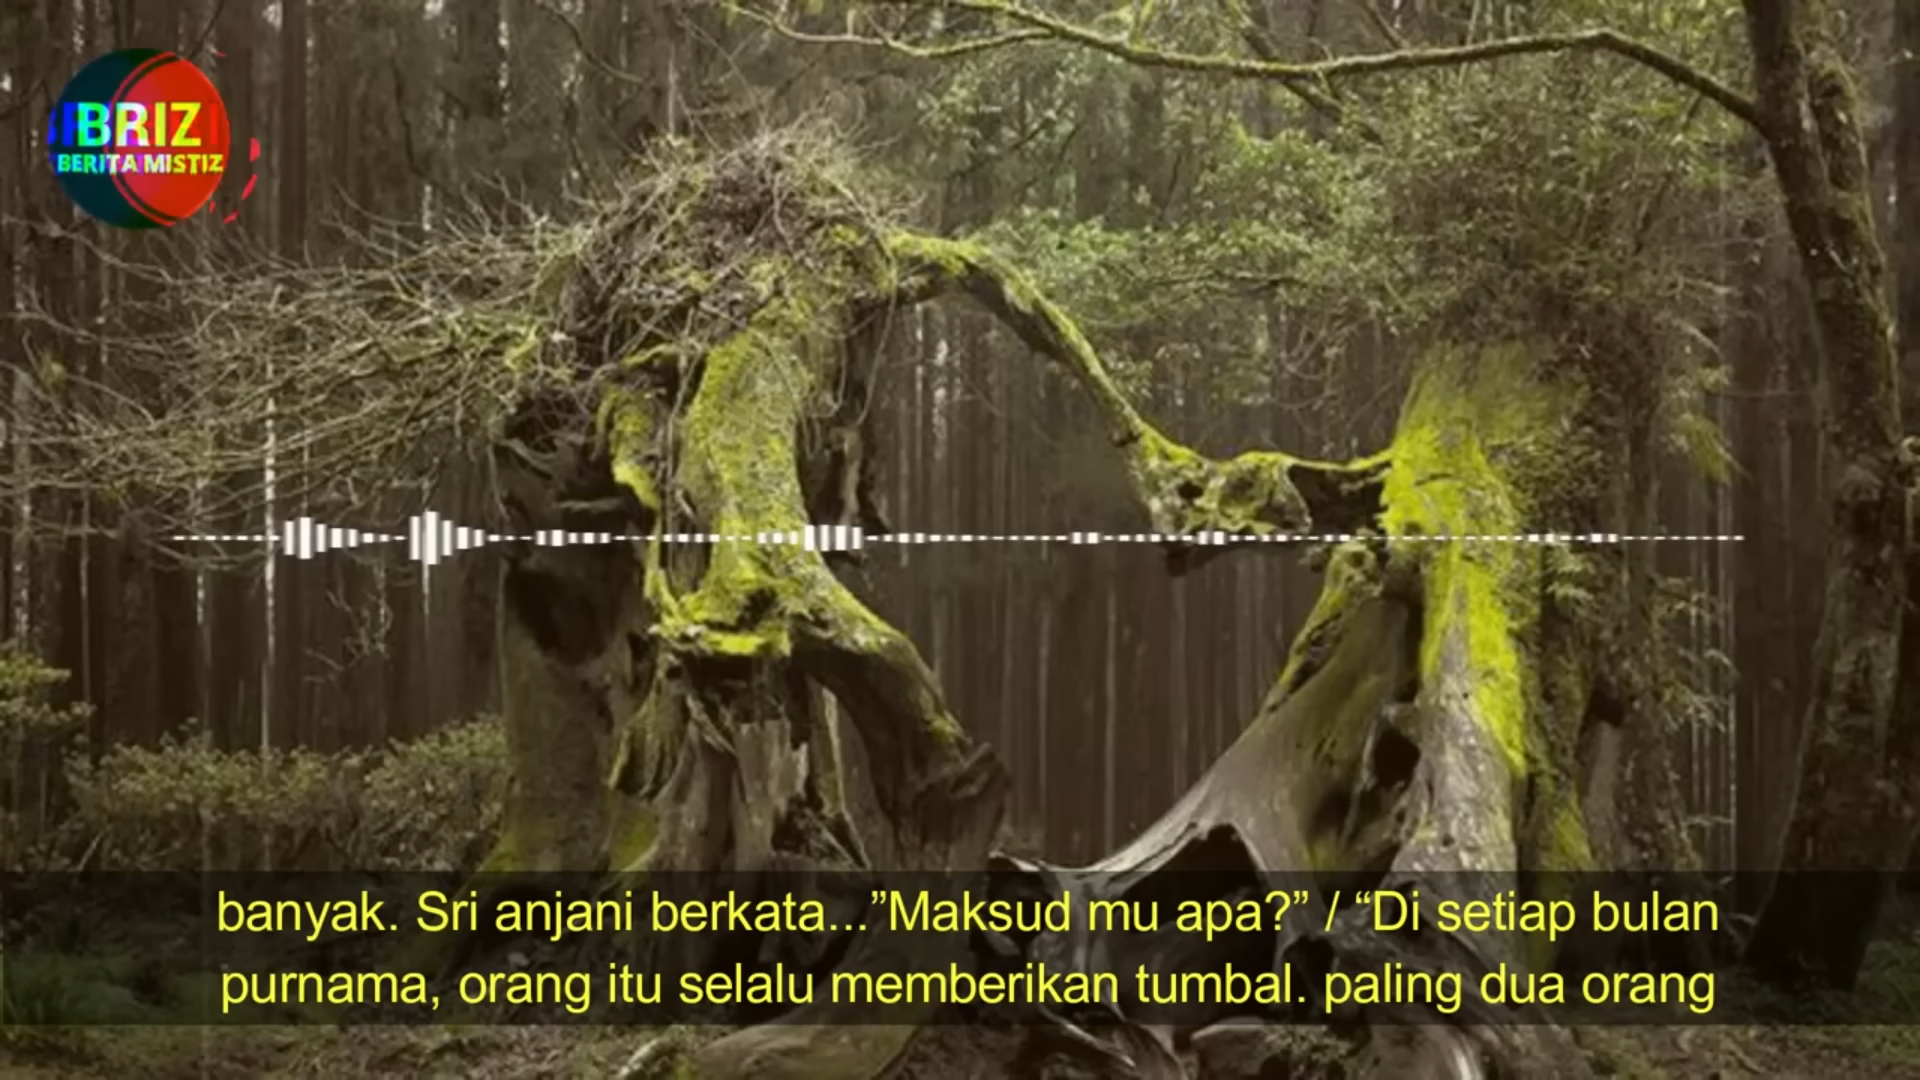 BRIZ
BERITA MISTIZ
banyak. Sri anjani berkata...”Maksud mu apa?” / “Di setiap bulan
purnama, orang itu selalu memberikan tumbal. paling dua orang